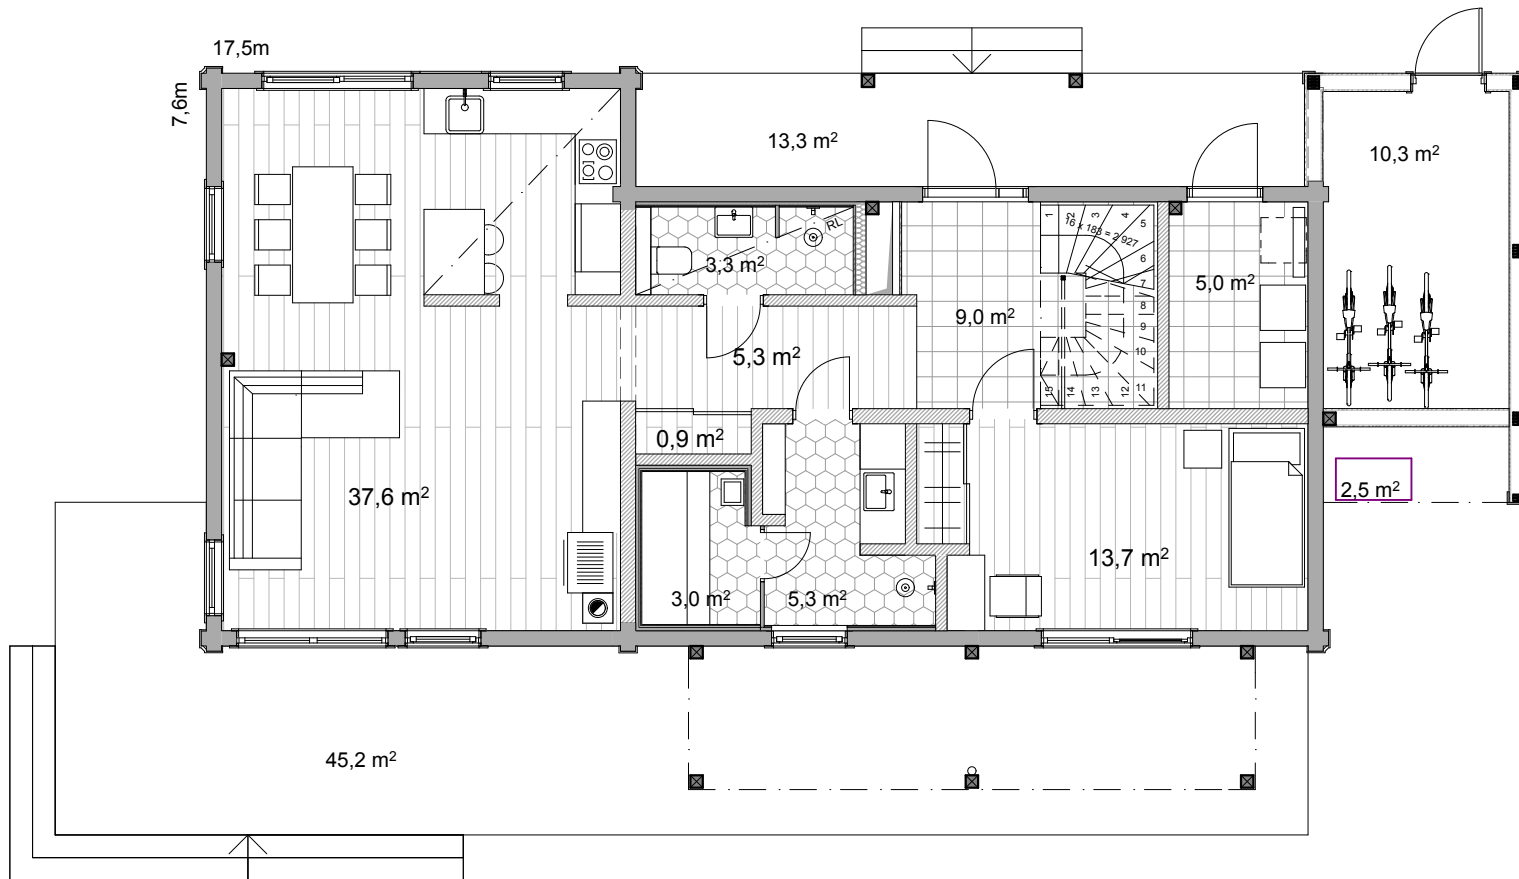 17,5m
7,6m
13,3 m²
10,3 m²
1
2
3
4
5
16 x 183 = 2 927
RL
3,3 m²
6
5,0 m²
7
8
9,0 m²
9
5,3 m²
10
15
14
13
12
11
0,9 m²
37,6 m²
2,5 m²
13,7 m²
3,0 m²
5,3 m²
45,2 m²